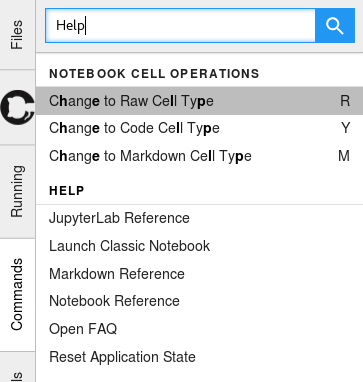 Files
Running
Commands
ls
Help
NOTEBOOK CELL OPERATIONS
Change to Raw Cell Type R
Change to Code Cell Type Y
Change to Markdown Cell Type M
HELP
JupyterLab Reference
Launch Classic Notebook
Markdown Reference
Notebook Reference
Open FAQ
Reset Application State